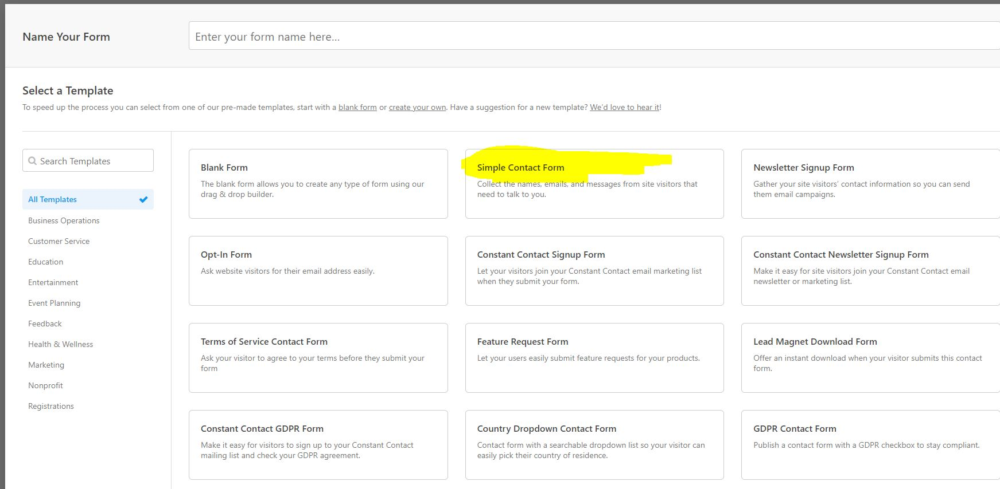 Name Your Form
Enter your form name here...
Select a Template
To speed up the process you can select from one of our pre-made templates, start with a blank form or create your own. Have a suggestion for a new template? We'd love to hear it!
Search Templates
All Templates
Business Operations
Customer Service
Education
Entertainment
Event Planning
Feedback
Health & Wellness
Marketing
Nonprofit
Registrations
Blank Form
The blank form allows you to create any type of form using our
drag & drop builder.
Simple Contact Form
Collect the names, emails, and messages from site visitors that
need to talk to you.
Newsletter Signup Form
Gather your site visitors' contact information so you can send
them email campaigns.
Opt-In Form
Ask website visitors for their email address easily.
Constant Contact Signup Form
Let your visitors join your Constant Contact email marketing list
when they submit your form.
Constant Contact Newsletter Signup Form
Make it easy for site visitors join your Constant Contact email
newsletter or marketing list.
Terms of Service Contact Form
Ask your visitor to agree to your terms before they submit your
form
Feature Request Form
Let your users easily submit feature requests for your products.
Lead Magnet Download Form
Offer an instant download when your visitor submits this contact
form.
Constant Contact GDPR Form
Make it easy for visitors to sign up to your Constant Contact
mailing list and check your GDPR agreement.
Country Dropdown Contact Form
Contact form with a searchable dropdown list so your visitor can
easily pick their country of residence.
GDPR Contact Form
Publish a contact form with a GDPR checkbox to stay compliant.